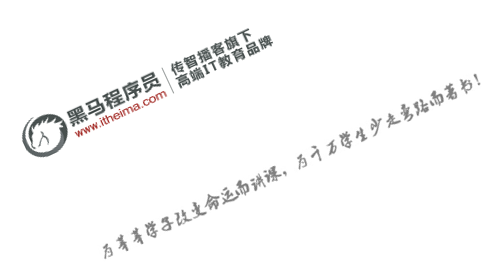 黑马程序员
www.itheima.com
传智播客旗下
高端IT教育品牌
为莘莘学子改变命运而讲课，为千万学生少走弯路而著书！